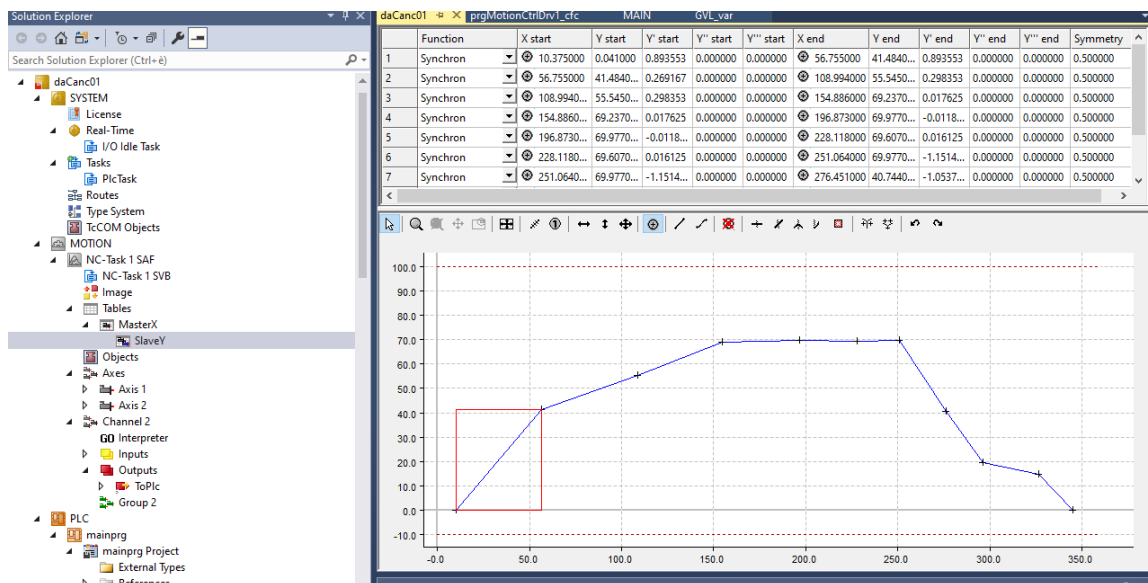 Solution Explorer
Search Solution Explorer (Ctrl+è)
daCanc01
SYSTEM
License
Real-Time
I/O Idle Task
Tasks
PlcTask
Routes
Type System
TcCOM Objects
MOTION
NC-Task 1 SAF
NC-Task 1 SVB
Image
Tables
MasterX
SlaveY
Objects
Axes
Axis 1
Axis 2
Channel 2
GO Interpreter
Inputs
Outputs
ToPlc
Group 2
PLC
mainprg
mainprg Project
External Types
References
daCanc01 prgMotionCtrlDrv1_cfc MAIN GVL_var
Function X start Y start Y' start Y'' start Y''' start X end Y end Y' end Y'' end Y''' end Symmetry
1 Synchron 10.375000 0.041000 0.893553 0.000000 0.000000 56.755000 41.4840... 0.893553 0.000000 0.000000 0.500000
2 Synchron 56.755000 41.4840... 0.269167 0.000000 0.000000 108.994000 55.5450... 0.298353 0.000000 0.000000 0.500000
3 Synchron 108.9940... 55.5450... 0.298353 0.000000 0.000000 154.886000 69.2370... 0.017625 0.000000 0.000000 0.500000
4 Synchron 154.8860... 69.2370... 0.017625 0.000000 0.000000 196.873000 69.9770... -0.0118... 0.000000 0.000000 0.500000
5 Synchron 196.8730... 69.9770... -0.0118... 0.000000 0.000000 228.118000 69.6070... 0.016125 0.000000 0.000000 0.500000
6 Synchron 228.1180... 69.6070... 0.016125 0.000000 0.000000 251.064000 69.9770... -1.1514... 0.000000 0.000000 0.500000
7 Synchron 251.0640... 69.9770... -1.1514... 0.000000 0.000000 276.451000 40.7440... -1.0537... 0.000000 0.000000 0.500000
100.0
90.0
80.0
70.0
60.0
50.0
40.0
30.0
20.0
10.0
0.0
-10.0
-0.0 50.0 100.0 150.0 200.0 250.0 300.0 350.0